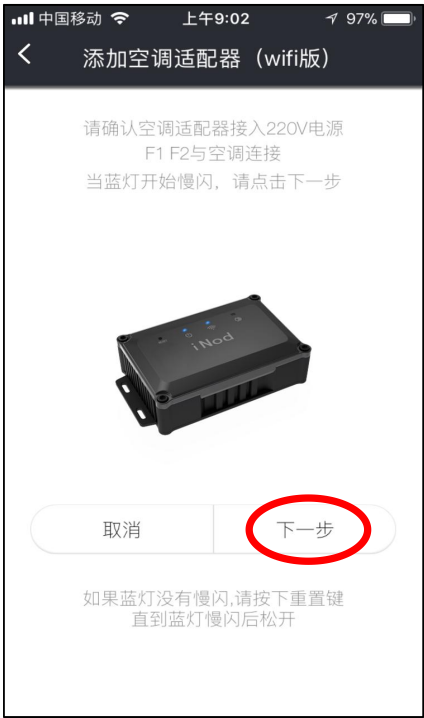 中国移动 上午9:02 97%
添加空调适配器（wifi版）
请确认空调适配器接入220V电源
F1 F2与空调连接
当蓝灯开始慢闪，请点击下一步
iNod
取消 下一步
如果蓝灯没有慢闪,请按下重置键
直到蓝灯慢闪后松开